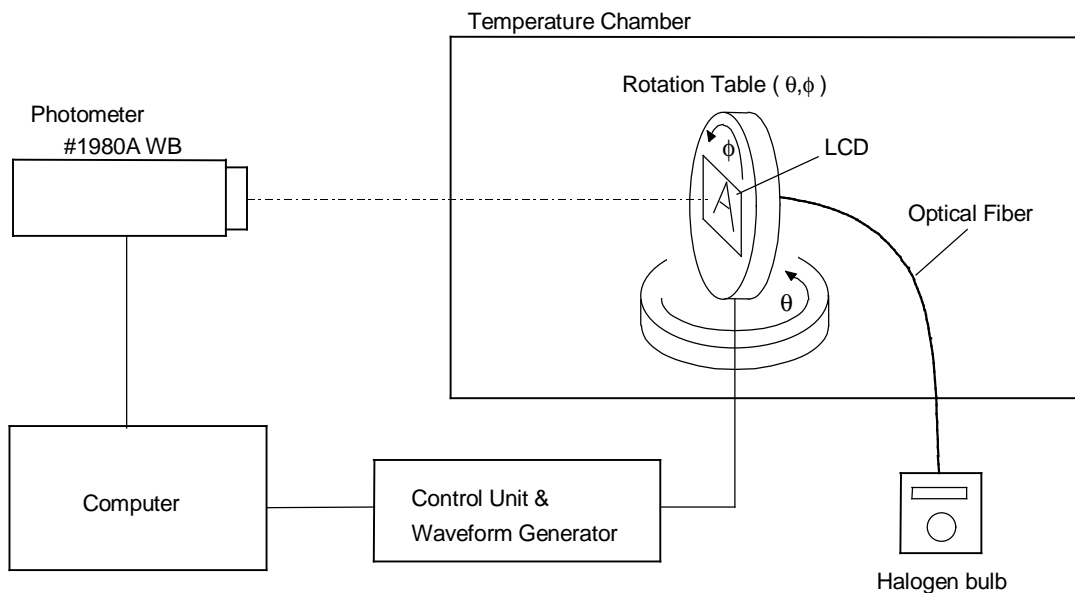 Temperature Chamber
Rotation Table ( θ,ϕ )
Photometer
#1980A WB
ϕ
LCD
A
Optical Fiber
θ
Computer
Control Unit &
Waveform Generator
Halogen bulb